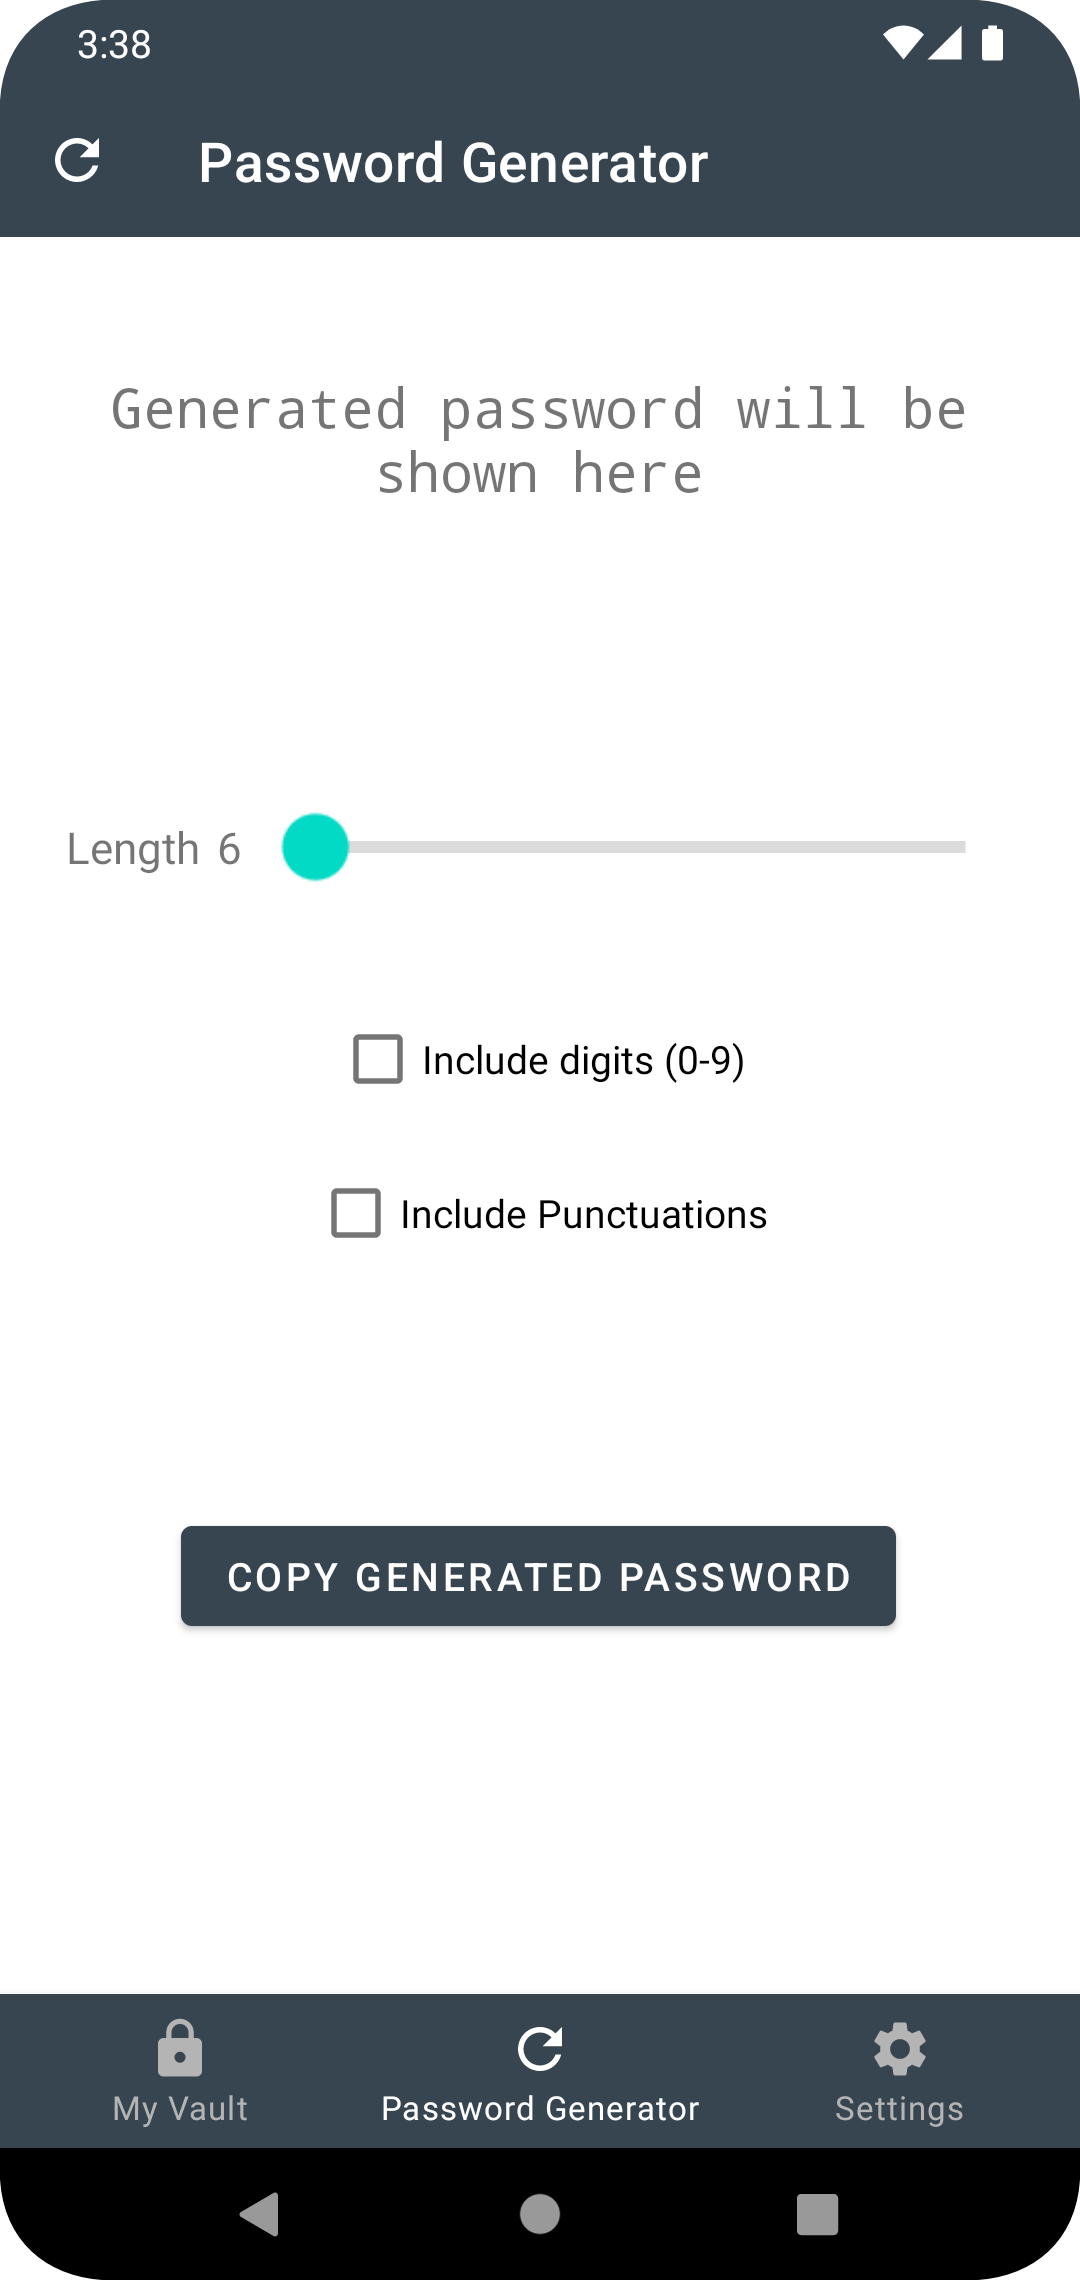 3:38
Password Generator
Generated password will be
shown here
Length 6
Include digits (0-9)
Include Punctuations
COPY GENERATED PASSWORD
My Vault
Password Generator
Settings